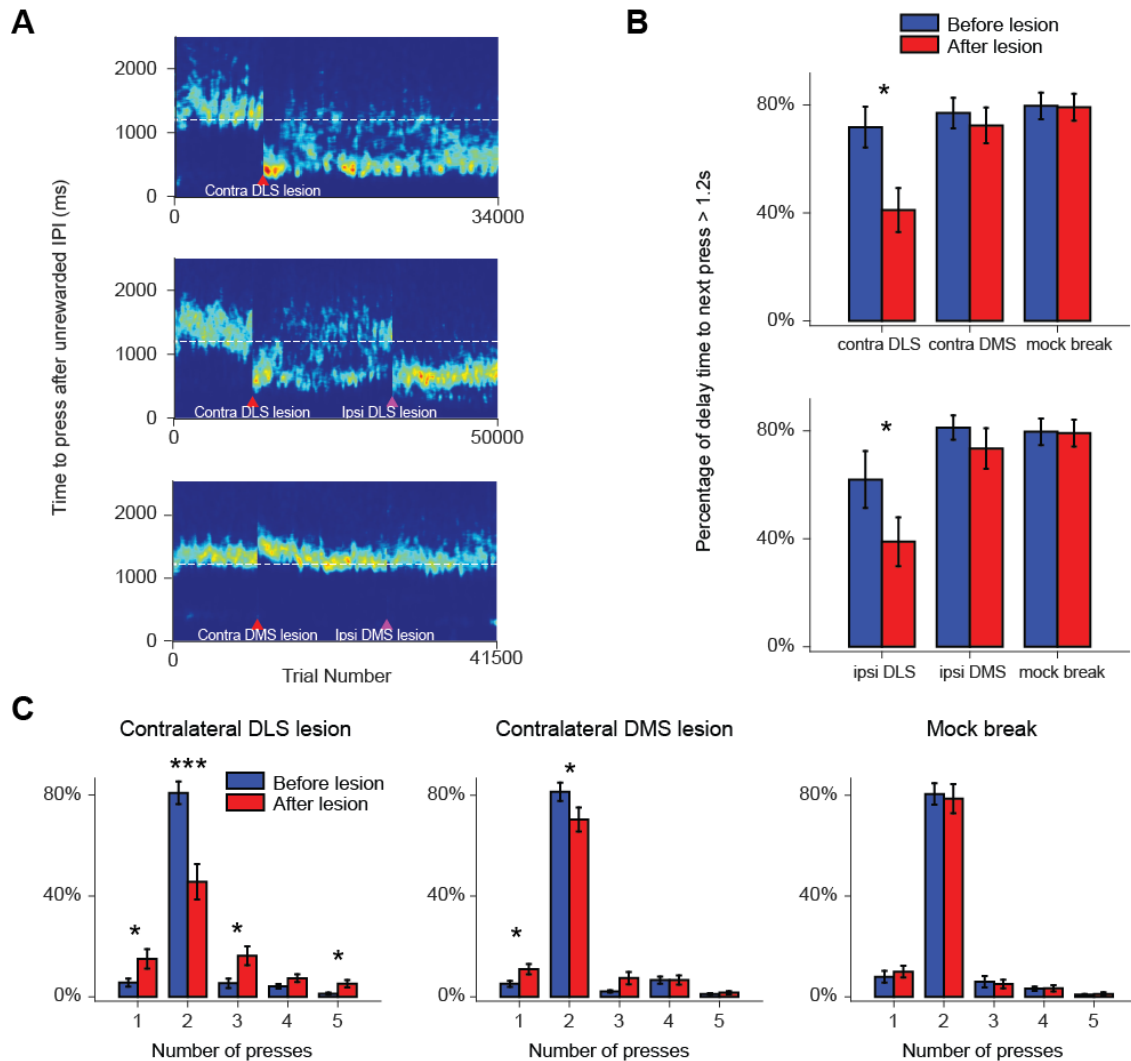 A
Time to press after unrewarded IPI (ms)
2000
1000
0
Contra DLS lesion
0
34000
2000
1000
0
Contra DLS lesion
Ipsi DLS lesion
0
50000
2000
1000
0
Contra DMS lesion
Ipsi DMS lesion
0
41500
Trial Number
B
Before lesion
After lesion
Percentage of delay time to next press > 1.2s
*
80%
40%
0%
contra DLS
contra DMS
mock break
*
80%
40%
0%
ipsi DLS
ipsi DMS
mock break
C
Contralateral DLS lesion
Before lesion
After lesion
80%
40%
0%
*
***
*
*
1
2
3
4
5
Number of presses
Contralateral DMS lesion
80%
40%
0%
*
*
1
2
3
4
5
Number of presses
Mock break
80%
40%
0%
1
2
3
4
5
Number of presses